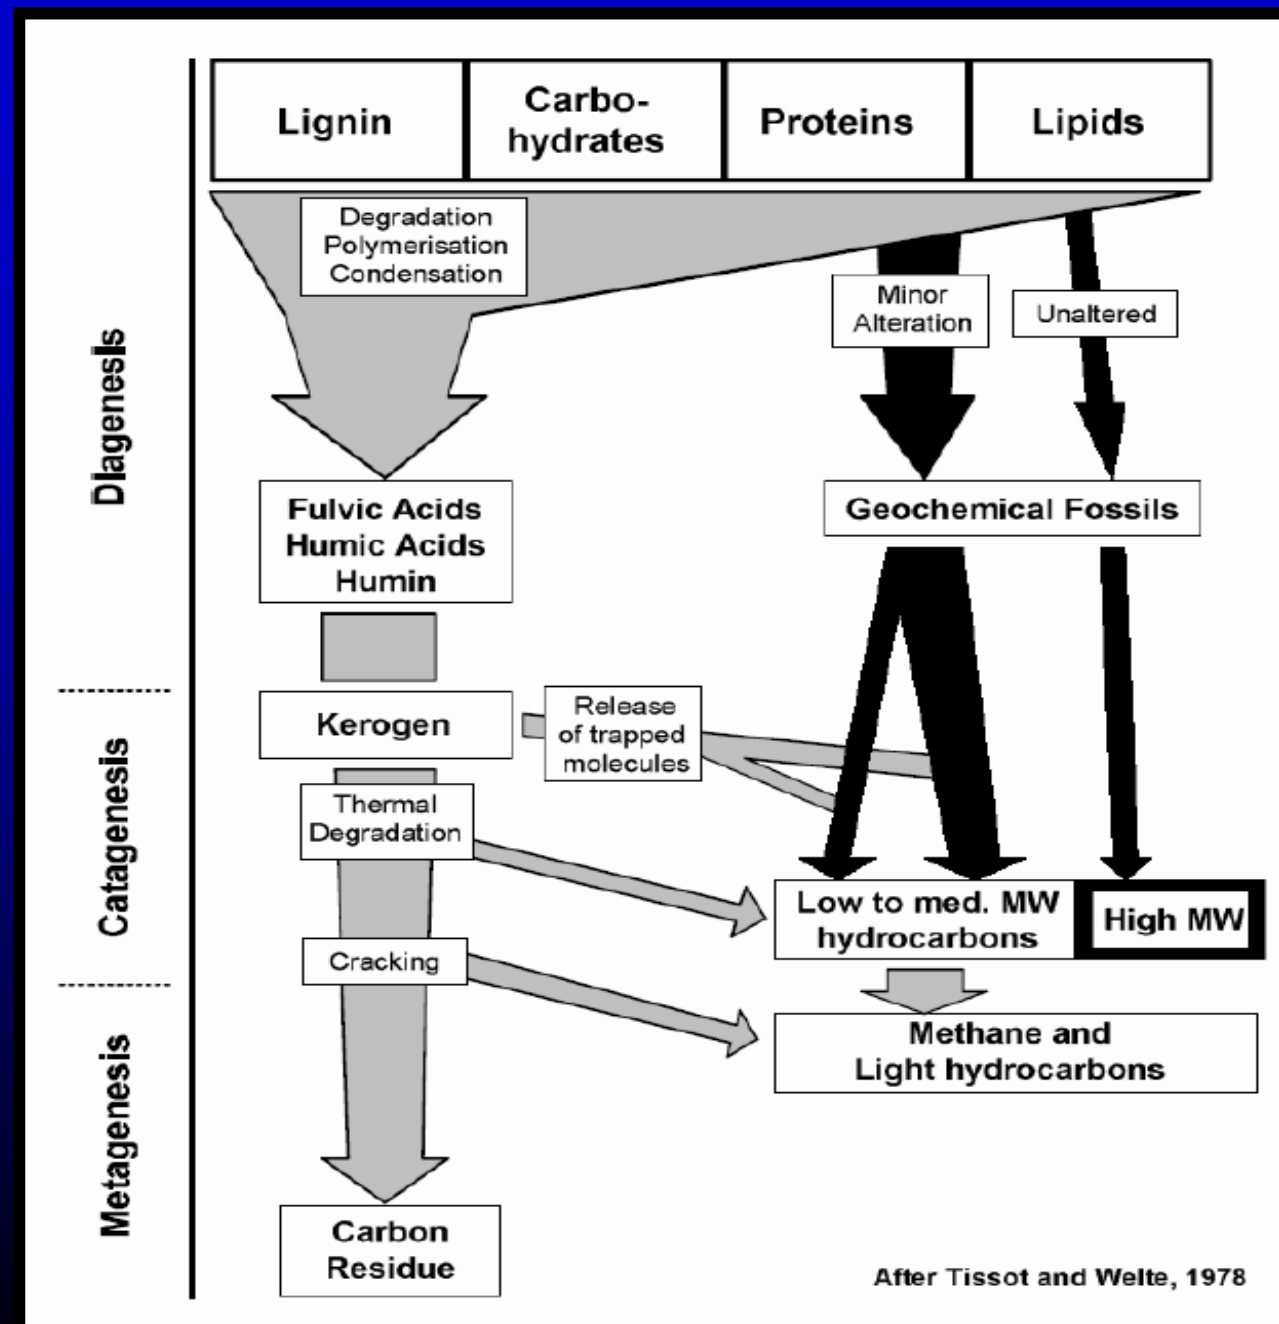 Lignin
Carbo-
hydrates
Proteins
Lipids
Degradation
Polymerisation
Condensation
Minor
Alteration
Unaltered
Diagenesis
Fulvic Acids
Humic Acids
Humin
Geochemical Fossils
Kerogen
Release
of trapped
molecules
Catagenesis
Thermal
Degradation
Low to med. MW
hydrocarbons
High MW
Cracking
Methane and
Light hydrocarbons
Metagenesis
Carbon
Residue
After Tissot and Welte, 1978